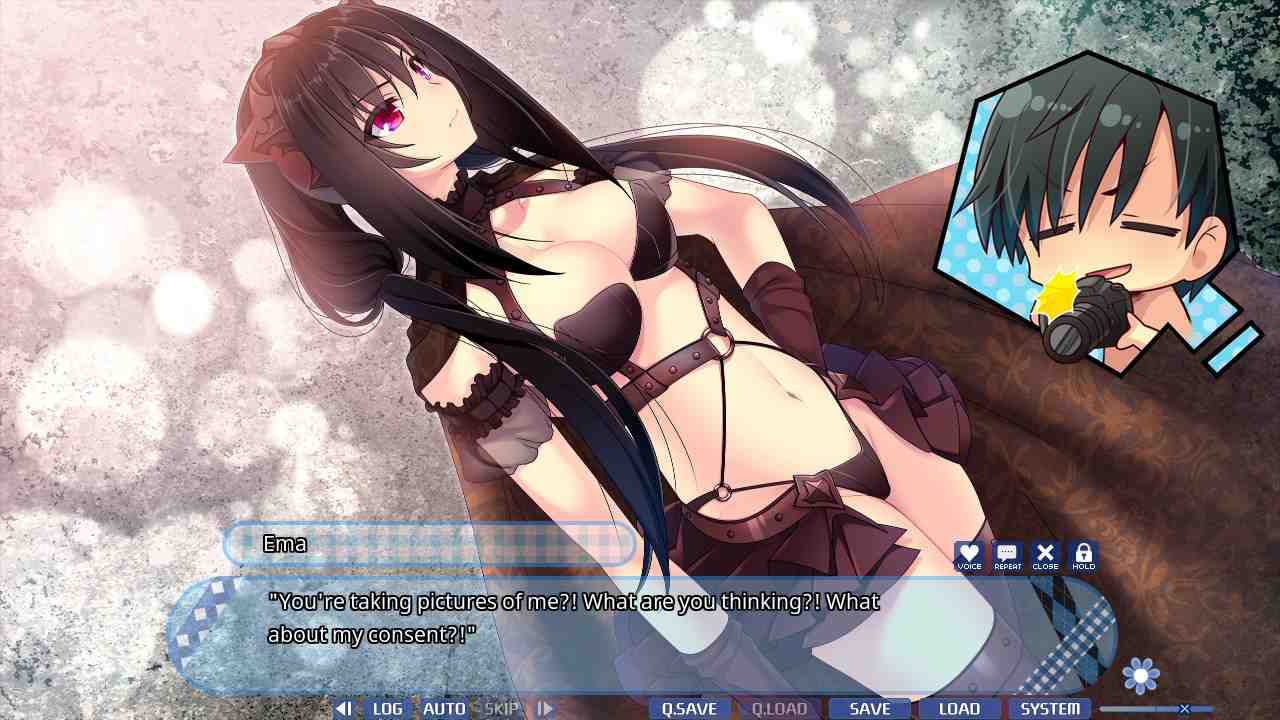 Ema
"You're taking pictures of me?! What are you thinking?! What
about my consent?!"
VOICE REPEAT CLOSE HOLD
LOG AUTO SKIP Q.SAVE Q.LOAD SAVE LOAD SYSTEM